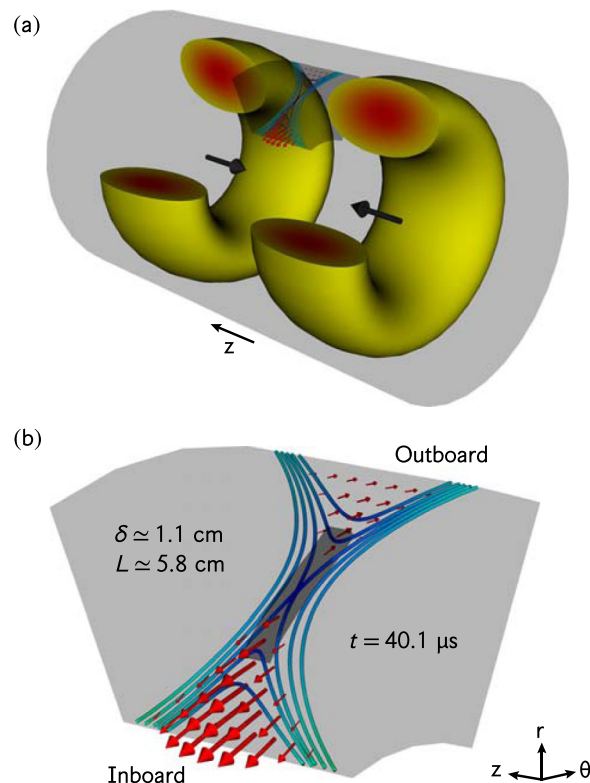 (a)
z
(b)
Outboard
δ ≃ 1.1 cm
L ≃ 5.8 cm
t = 40.1 μs
Inboard
r
z θ